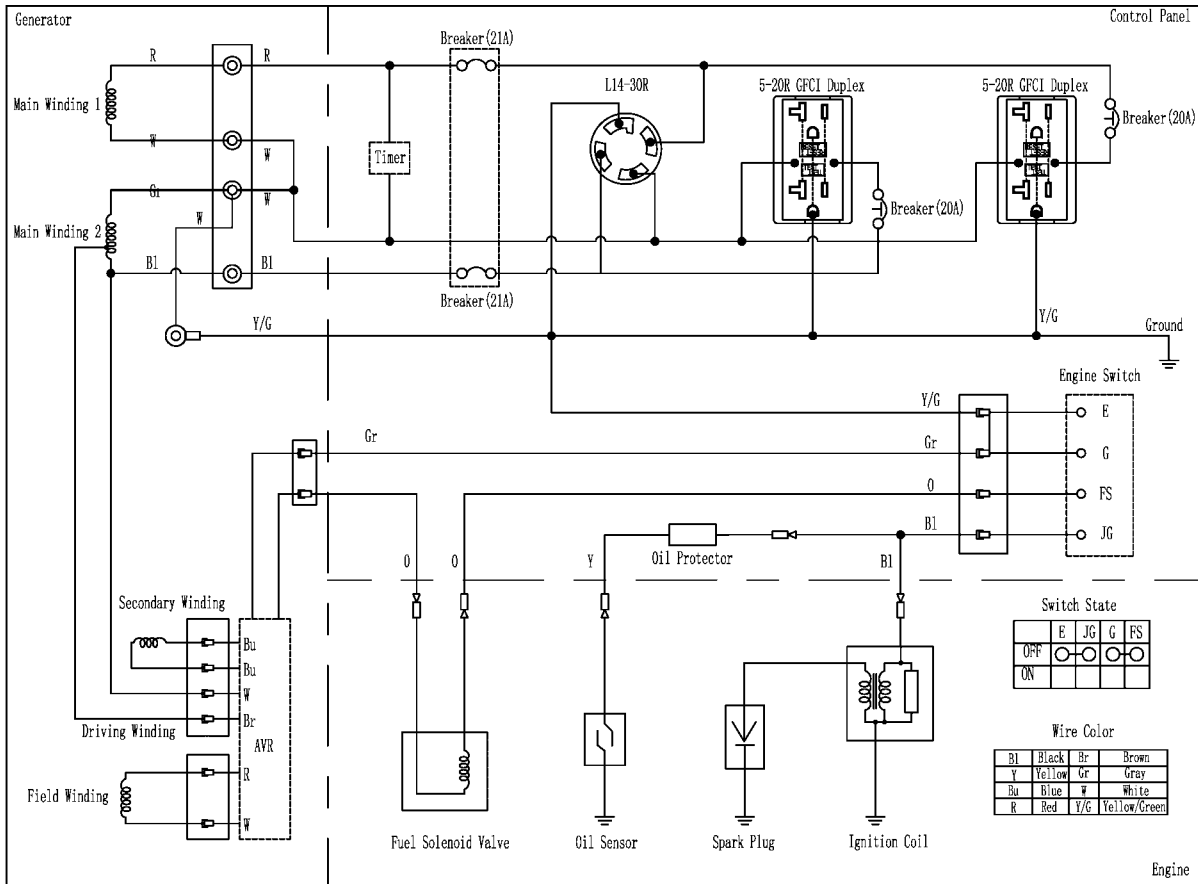 Generator
Control Panel
Breaker(21A)
R
R
L14-30R
5-20R GFCI Duplex
5-20R GFCI Duplex
Main Winding 1
Breaker(20A)
W
W
Timer
Gr
W
Breaker(20A)
W
Main Winding 2
Bl
Bl
Breaker(21A)
Y/G
Y/G
Ground
Engine Switch
Y/G
E
Gr
Gr
G
O
FS
Bl
JG
Oil Protector
O
O
Y
Bl
Secondary Winding
Switch State
E JG G FS
OFF
ON
Bu
Bu
W
Br
Driving Winding
AVR
Wire Color
Bl Black Br Brown
Y Yellow Gr Gray
Bu Blue W White
R Red Y/G Yellow/Green
R
Field Winding
W
Fuel Solenoid Valve
Oil Sensor
Spark Plug
Ignition Coil
Engine